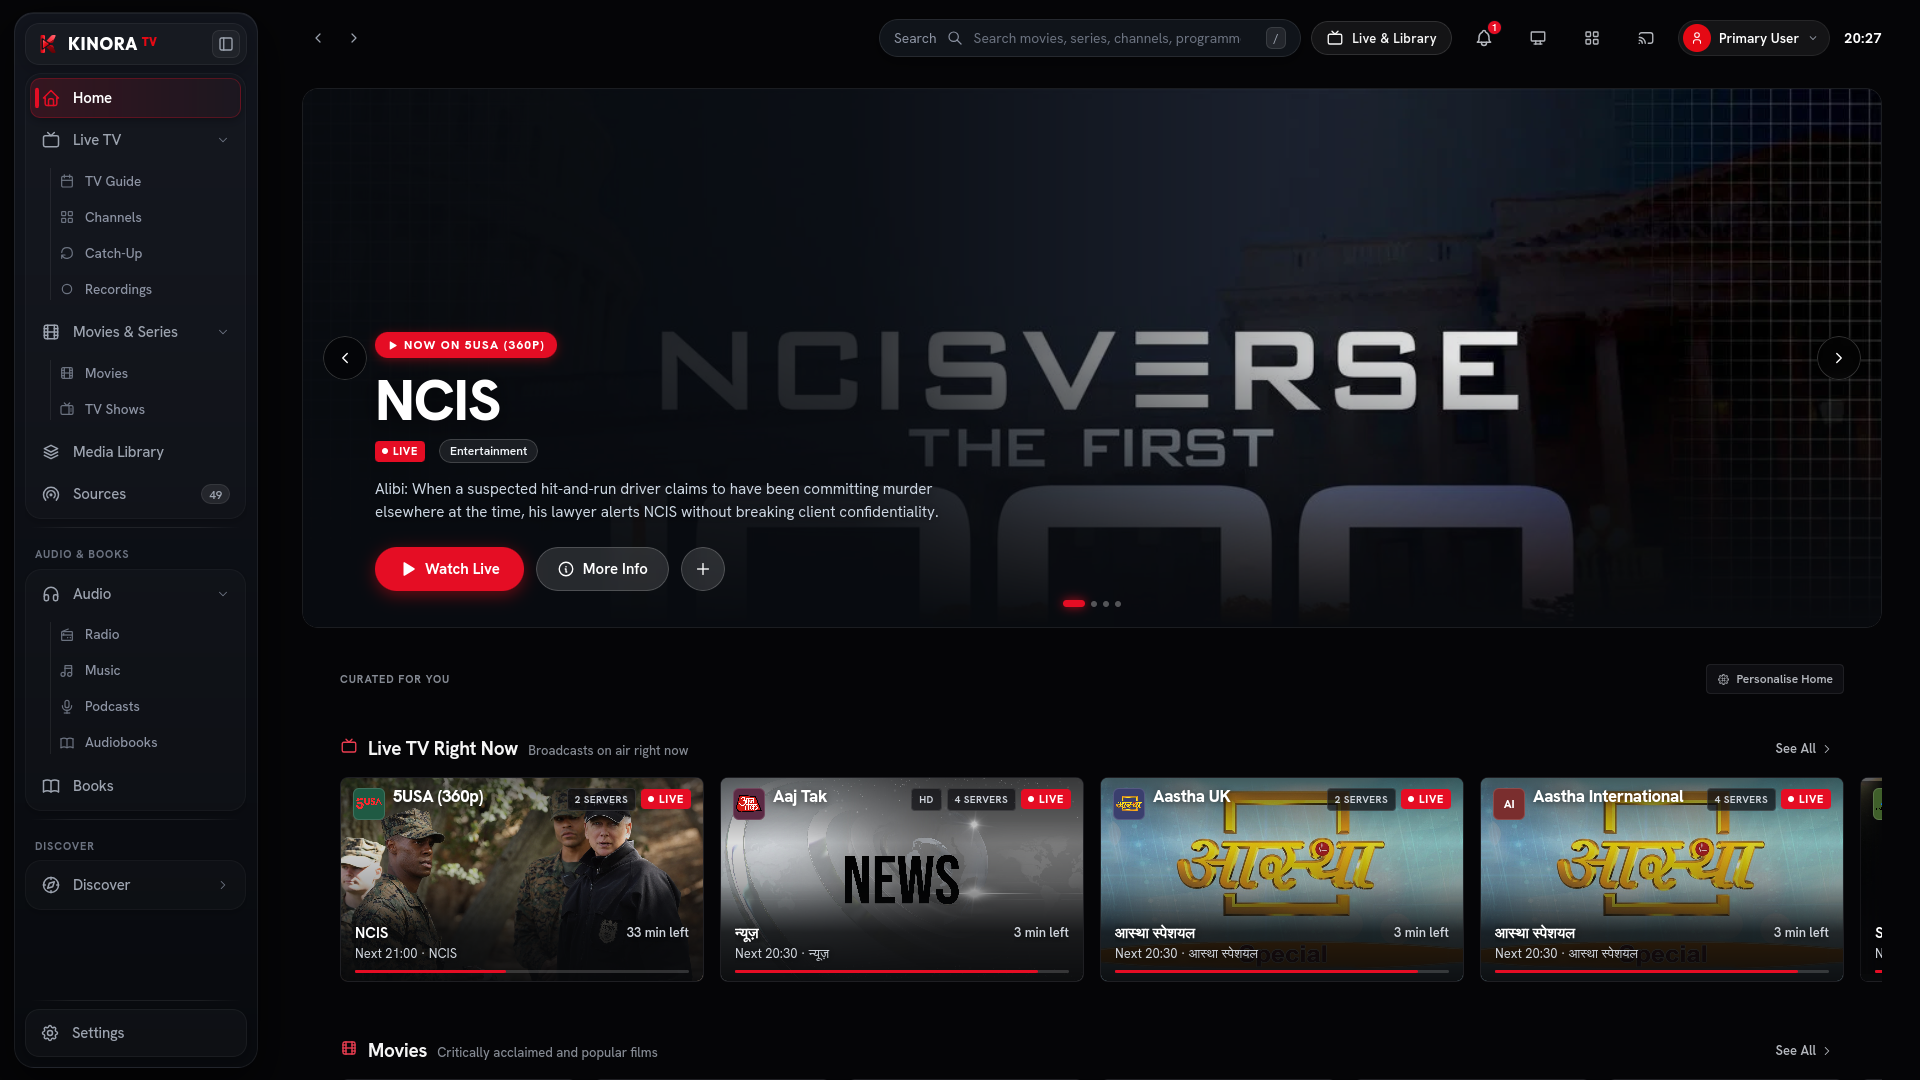 KINORA TV
Search
Search movies, series, channels, programm
/
Live & Library
1
Primary User
20:27
Home
Live TV
TV Guide
Channels
Catch-Up
Recordings
Movies & Series
Movies
TV Shows
Media Library
Sources
49
AUDIO & BOOKS
Audio
Radio
Music
Podcasts
Audiobooks
Books
DISCOVER
Discover
Settings
NOW ON 5USA (360P)
NCIS
LIVE
Entertainment
Alibi: When a suspected hit-and-run driver claims to have been committing murder
elsewhere at the time, his lawyer alerts NCIS without breaking client confidentiality.
Watch Live
More Info
NCISVERSE
THE FIRST
CURATED FOR YOU
Personalise Home
Live TV Right Now
Broadcasts on air right now
See All
5USA
5USA (360p)
2 SERVERS
LIVE
NCIS
33 min left
Next 21:00 · NCIS
Aaj Tak
HD
4 SERVERS
LIVE
NEWS
न्यूज़
3 min left
Next 20:30 · न्यूज़
आस्था
Aastha UK
2 SERVERS
LIVE
आस्था
आस्था स्पेशयल
3 min left
Next 20:30 · आस्था स्पेशयल
Special
AI
Aastha International
4 SERVERS
LIVE
आस्था
आस्था स्पेशयल
3 min left
Next 20:30 · आस्था स्पेशयल
Special
S
N
Movies
Critically acclaimed and popular films
See All